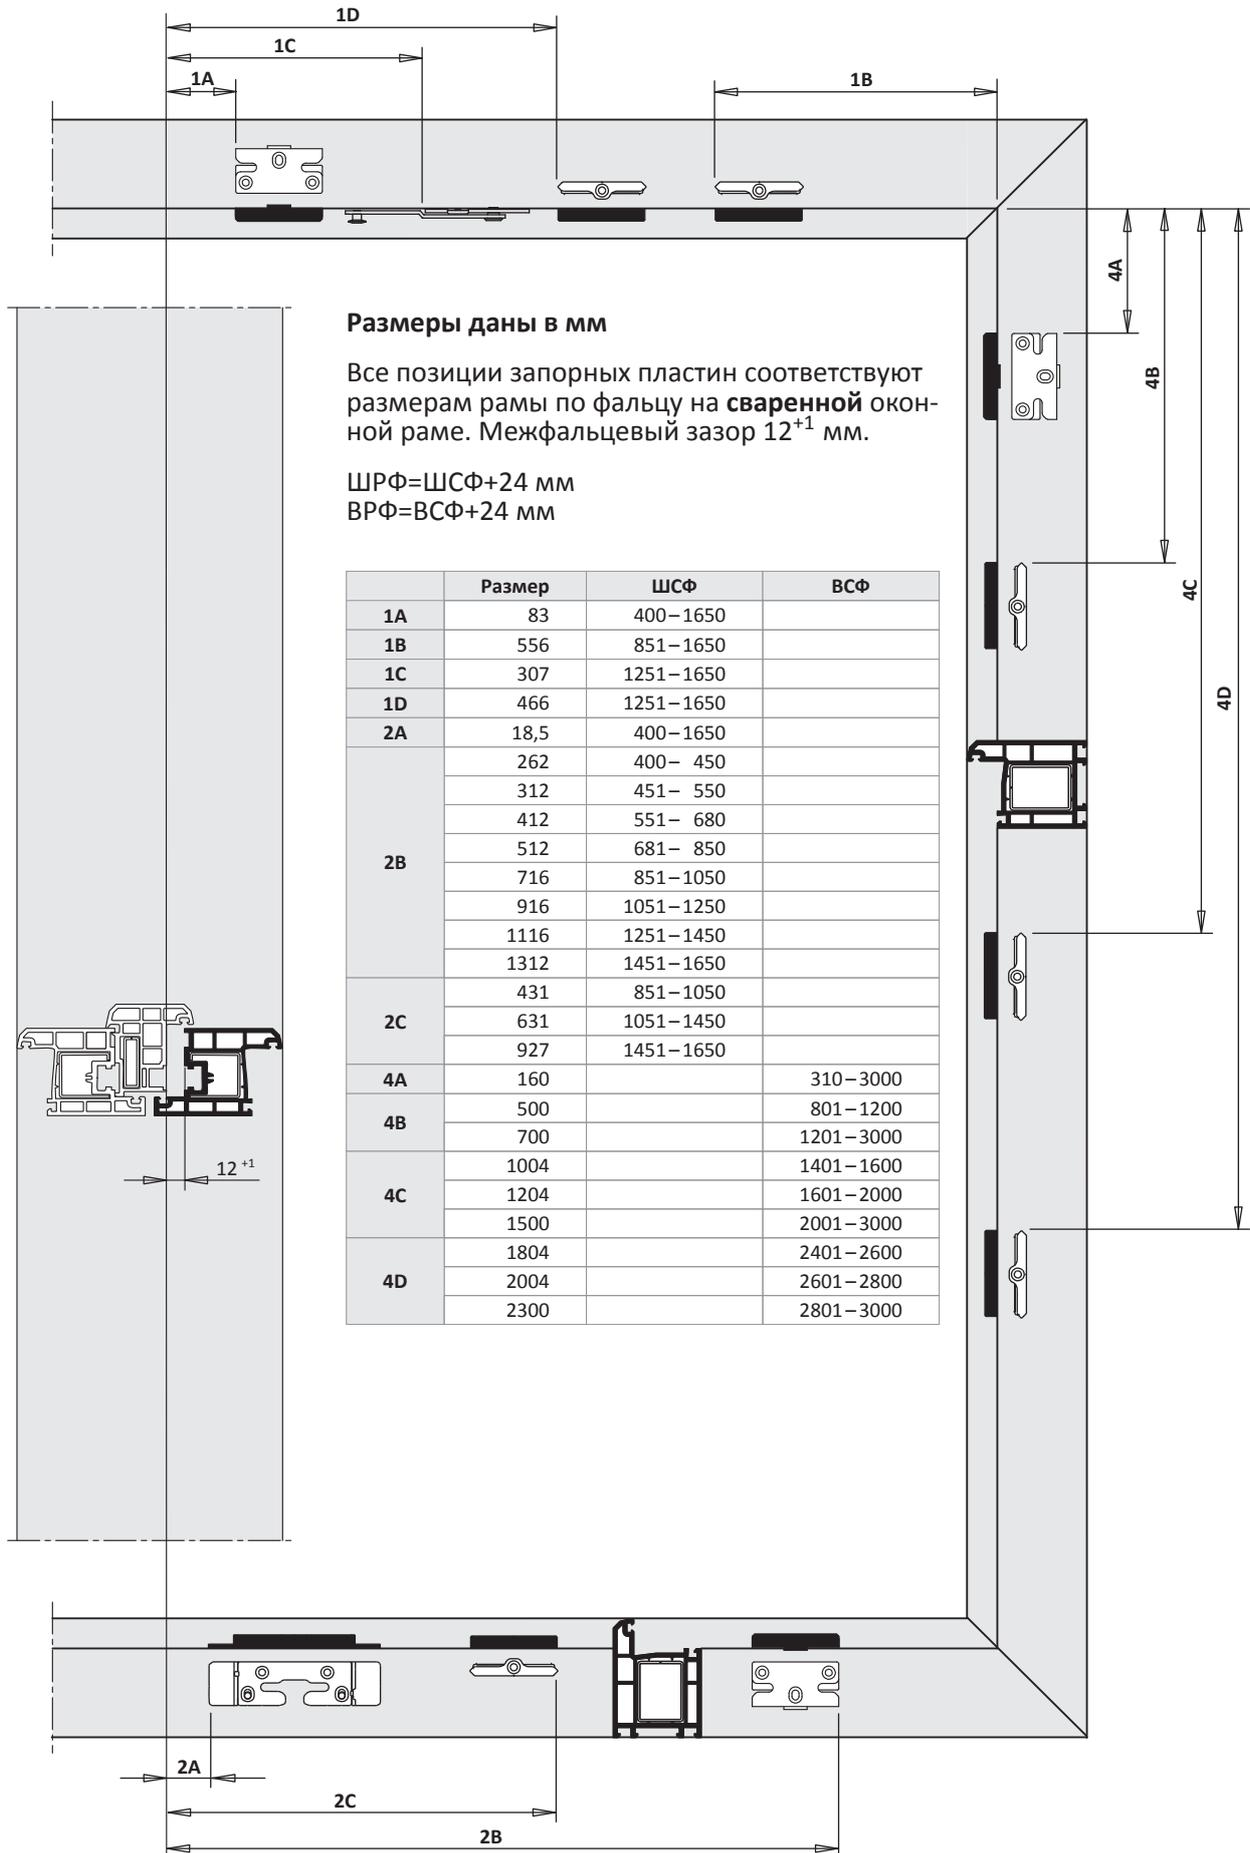 1D
1C
1A
1B
4A
4B
4C
4D
Размеры даны в мм
Все позиции запорных пластин соответствуют
размерам рамы по фальцу на сваренной окон-
ной раме. Межфальцевый зазор 12+1 мм.
ШРФ=ШСФ+24 мм
ВРФ=ВСФ+24 мм
Размер ШСФ ВСФ
1A 83 400–1650
1B 556 851–1650
1C 307 1251–1650
1D 466 1251–1650
2A 18,5 400–1650
2B 262 400– 450
312 451– 550
412 551– 680
512 681– 850
716 851–1050
916 1051–1250
1116 1251–1450
1312 1451–1650
2C 431 851–1050
631 1051–1450
927 1451–1650
4A 160 310–3000
4B 500 801–1200
700 1201–3000
4C 1004 1401–1600
1204 1601–2000
1500 2001–3000
4D 1804 2401–2600
2004 2601–2800
2300 2801–3000
12 +1
2A
2C
2B